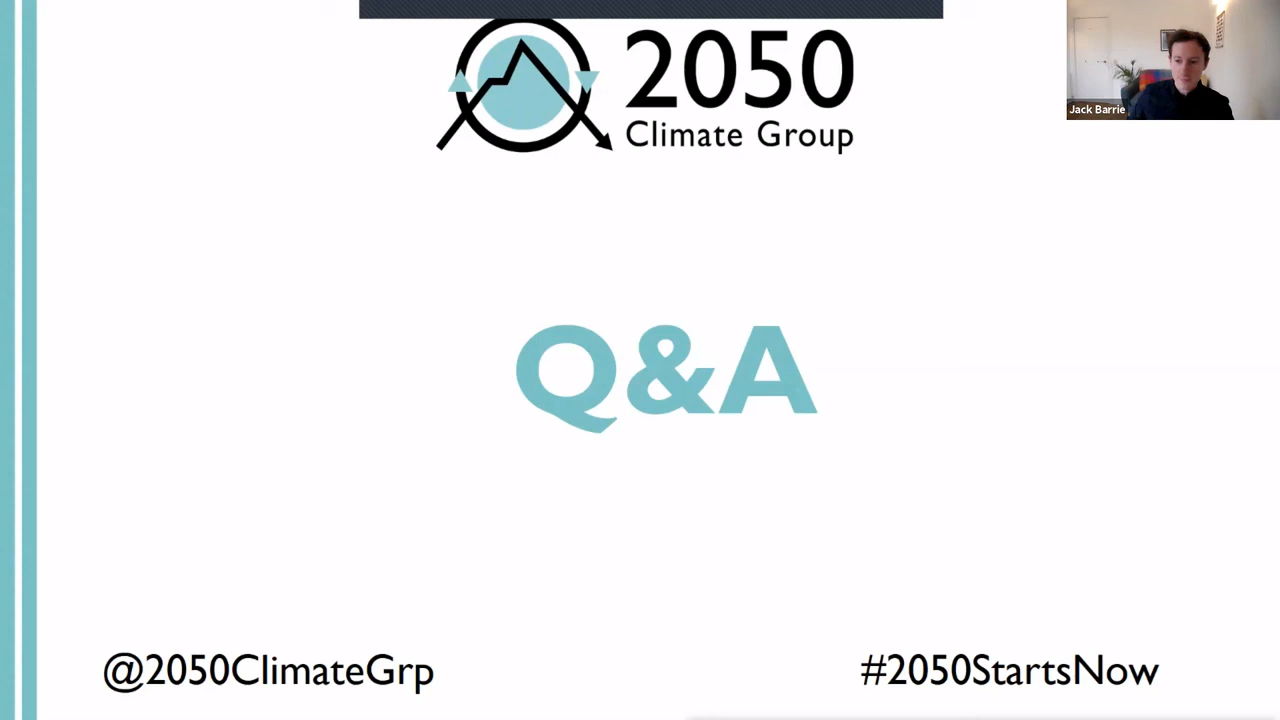 2050
Climate Group
Jack Barrie
Q&A
@2050ClimateGrp
#2050StartsNow